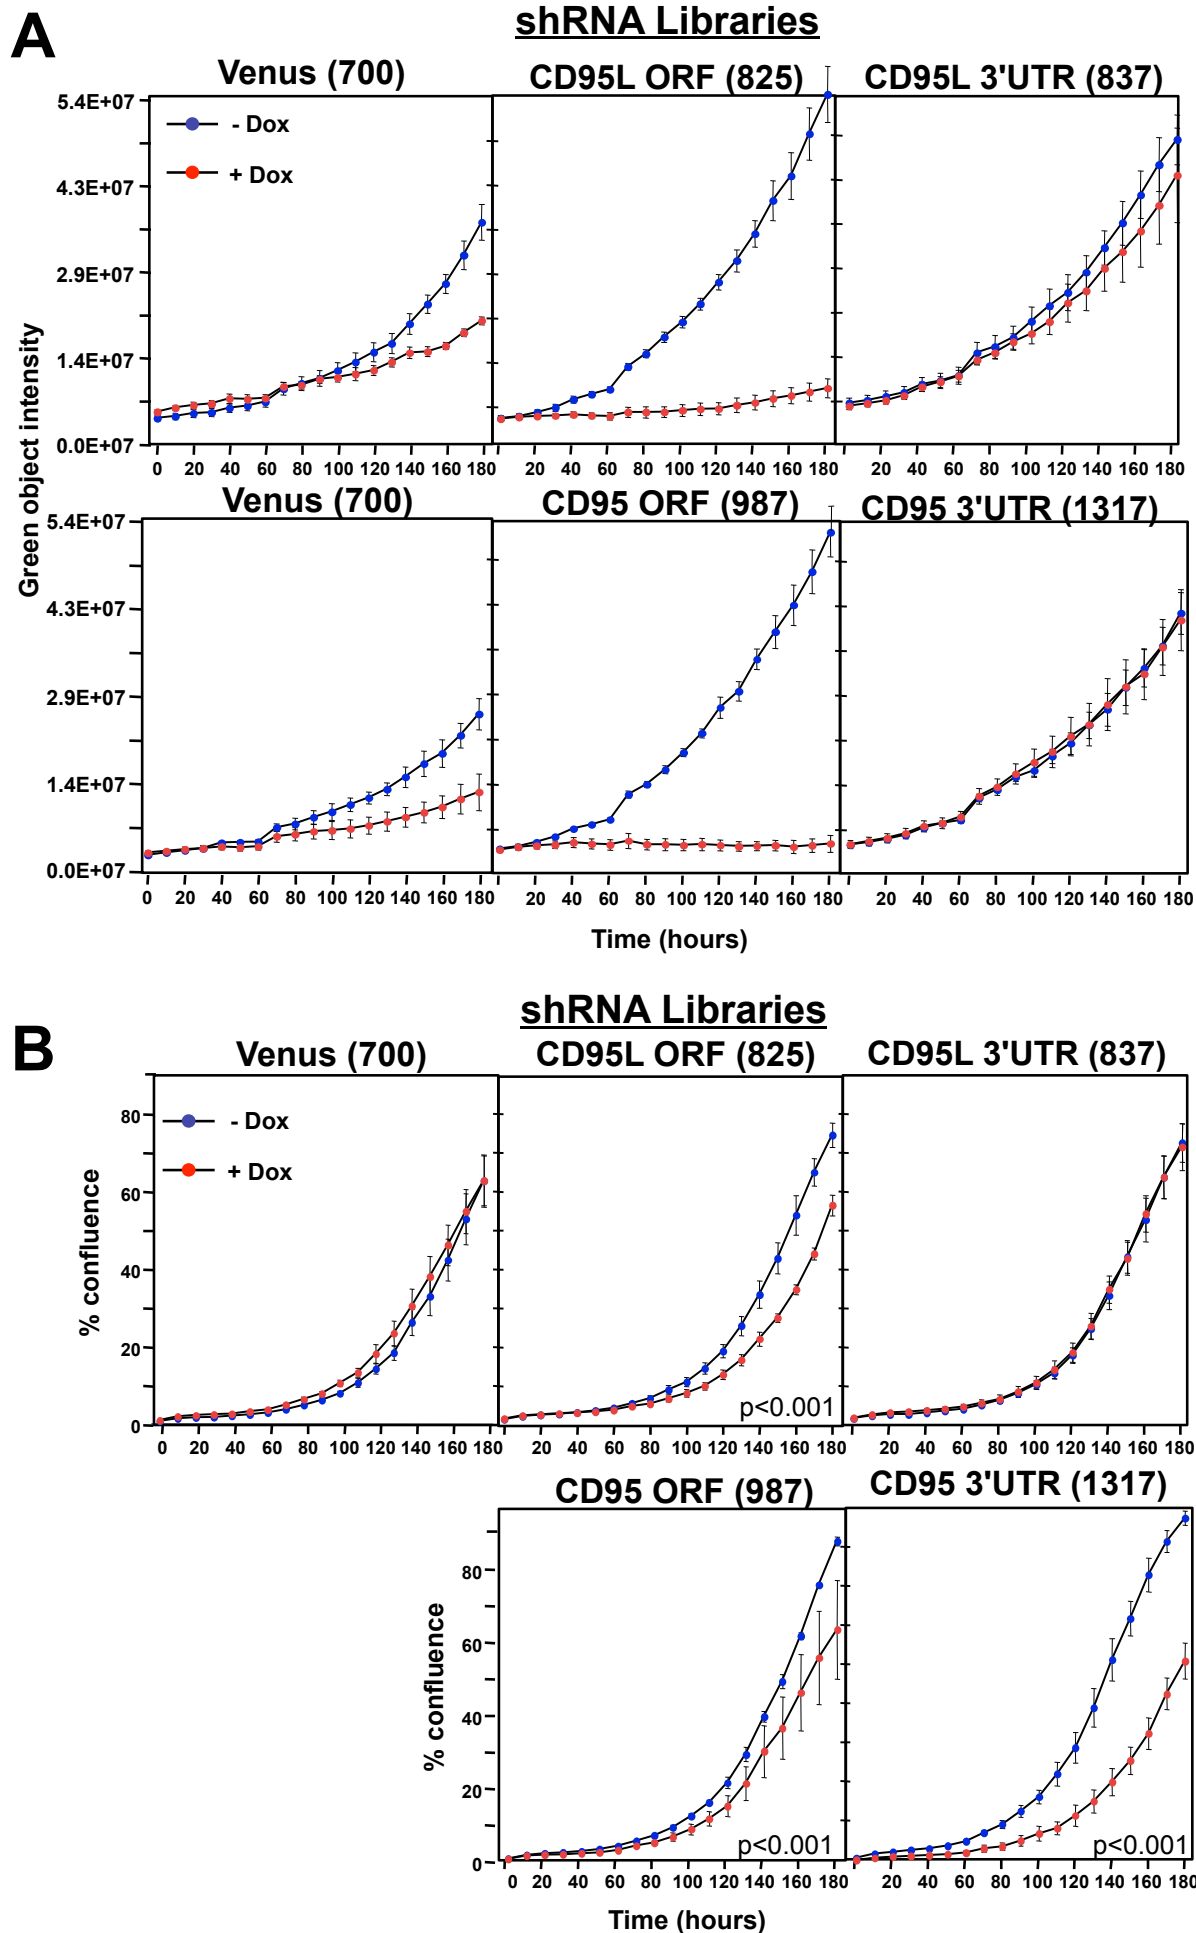 A
shRNA Libraries
Venus (700) CD95L ORF (825) CD95L 3'UTR (837)
5.4E+07
- Dox
+ Dox
4.3E+07
2.9E+07
1.4E+07
0.0E+07
0 20 40 60 80 100 120 140 160 180 20 40 60 80 100 120 140 160 180 20 40 60 80 100 120 140 160 180
Green object intensity
Venus (700) CD95 ORF (987) CD95 3'UTR (1317)
5.4E+07
4.3E+07
2.9E+07
1.4E+07
0.0E+07
0 20 40 60 80 100 120 140 160 180 20 40 60 80 100 120 140 160 180 20 40 60 80 100 120 140 160 180
Time (hours)
B
shRNA Libraries
Venus (700) CD95L ORF (825) CD95L 3'UTR (837)
- Dox
+ Dox
80
60
40
20
0
% confluence
p<0.001
0 20 40 60 80 100 120 140 160 180 20 40 60 80 100 120 140 160 180 20 40 60 80 100 120 140 160 180
CD95 ORF (987) CD95 3'UTR (1317)
80
60
40
20
0
% confluence
p<0.001 p<0.001
0 20 40 60 80 100 120 140 160 180 20 40 60 80 100 120 140 160 180
Time (hours)